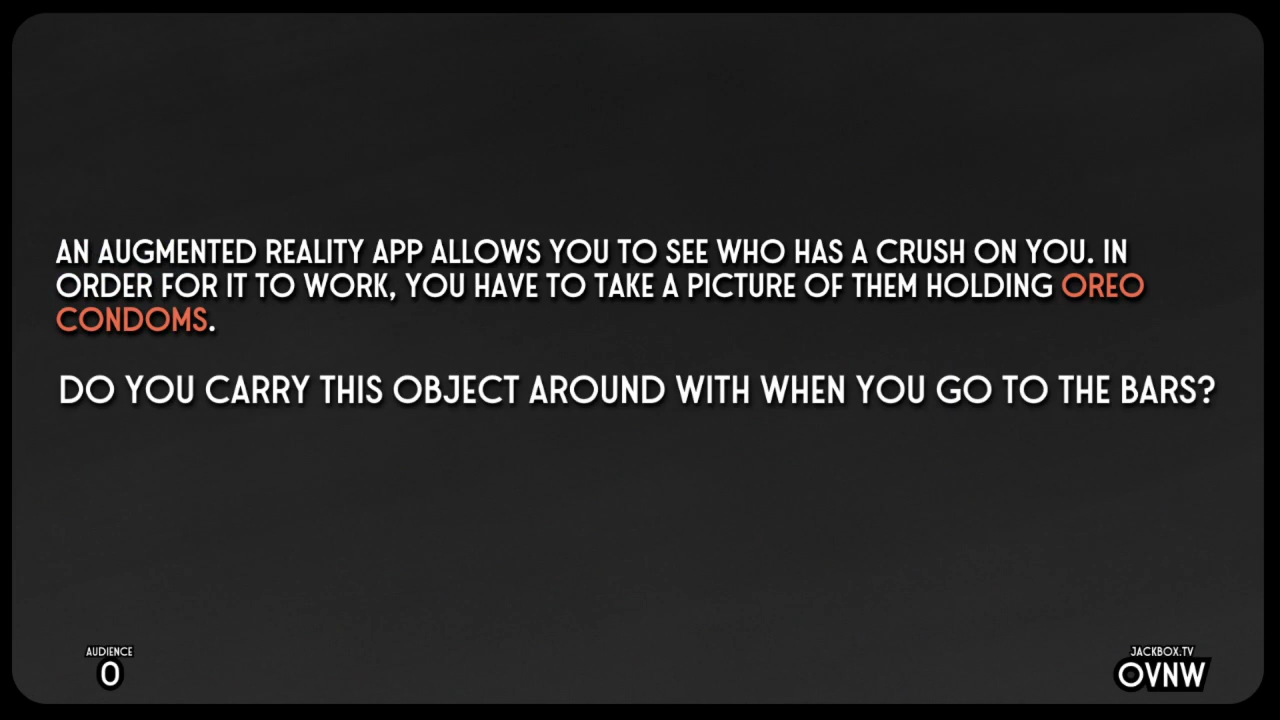 AN AUGMENTED REALITY APP ALLOWS YOU TO SEE WHO HAS A CRUSH ON YOU. IN
ORDER FOR IT TO WORK, YOU HAVE TO TAKE A PICTURE OF THEM HOLDING OREO
CONDOMS.
DO YOU CARRY THIS OBJECT AROUND WITH WHEN YOU GO TO THE BARS?
AUDIENCE
0
JACKBOX.TV
OVNW